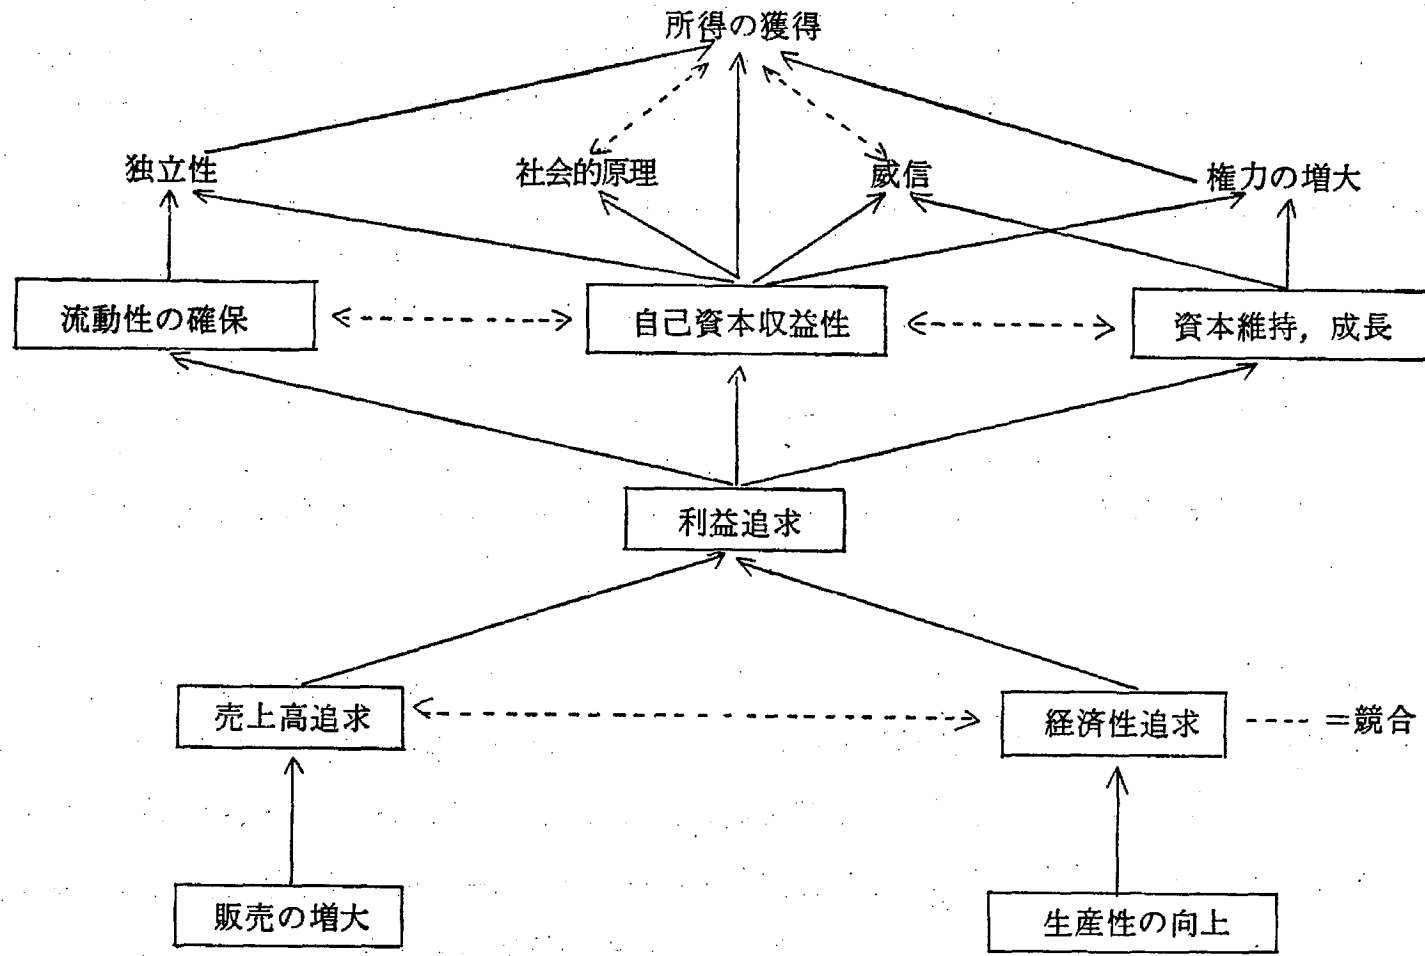 所得の獲得
独立性
社会的原理
威信
権力の増大
流動性の確保
自己資本収益性
資本維持，成長
利益追求
売上高追求
経済性追求
---- =競合
販売の増大
生産性の向上